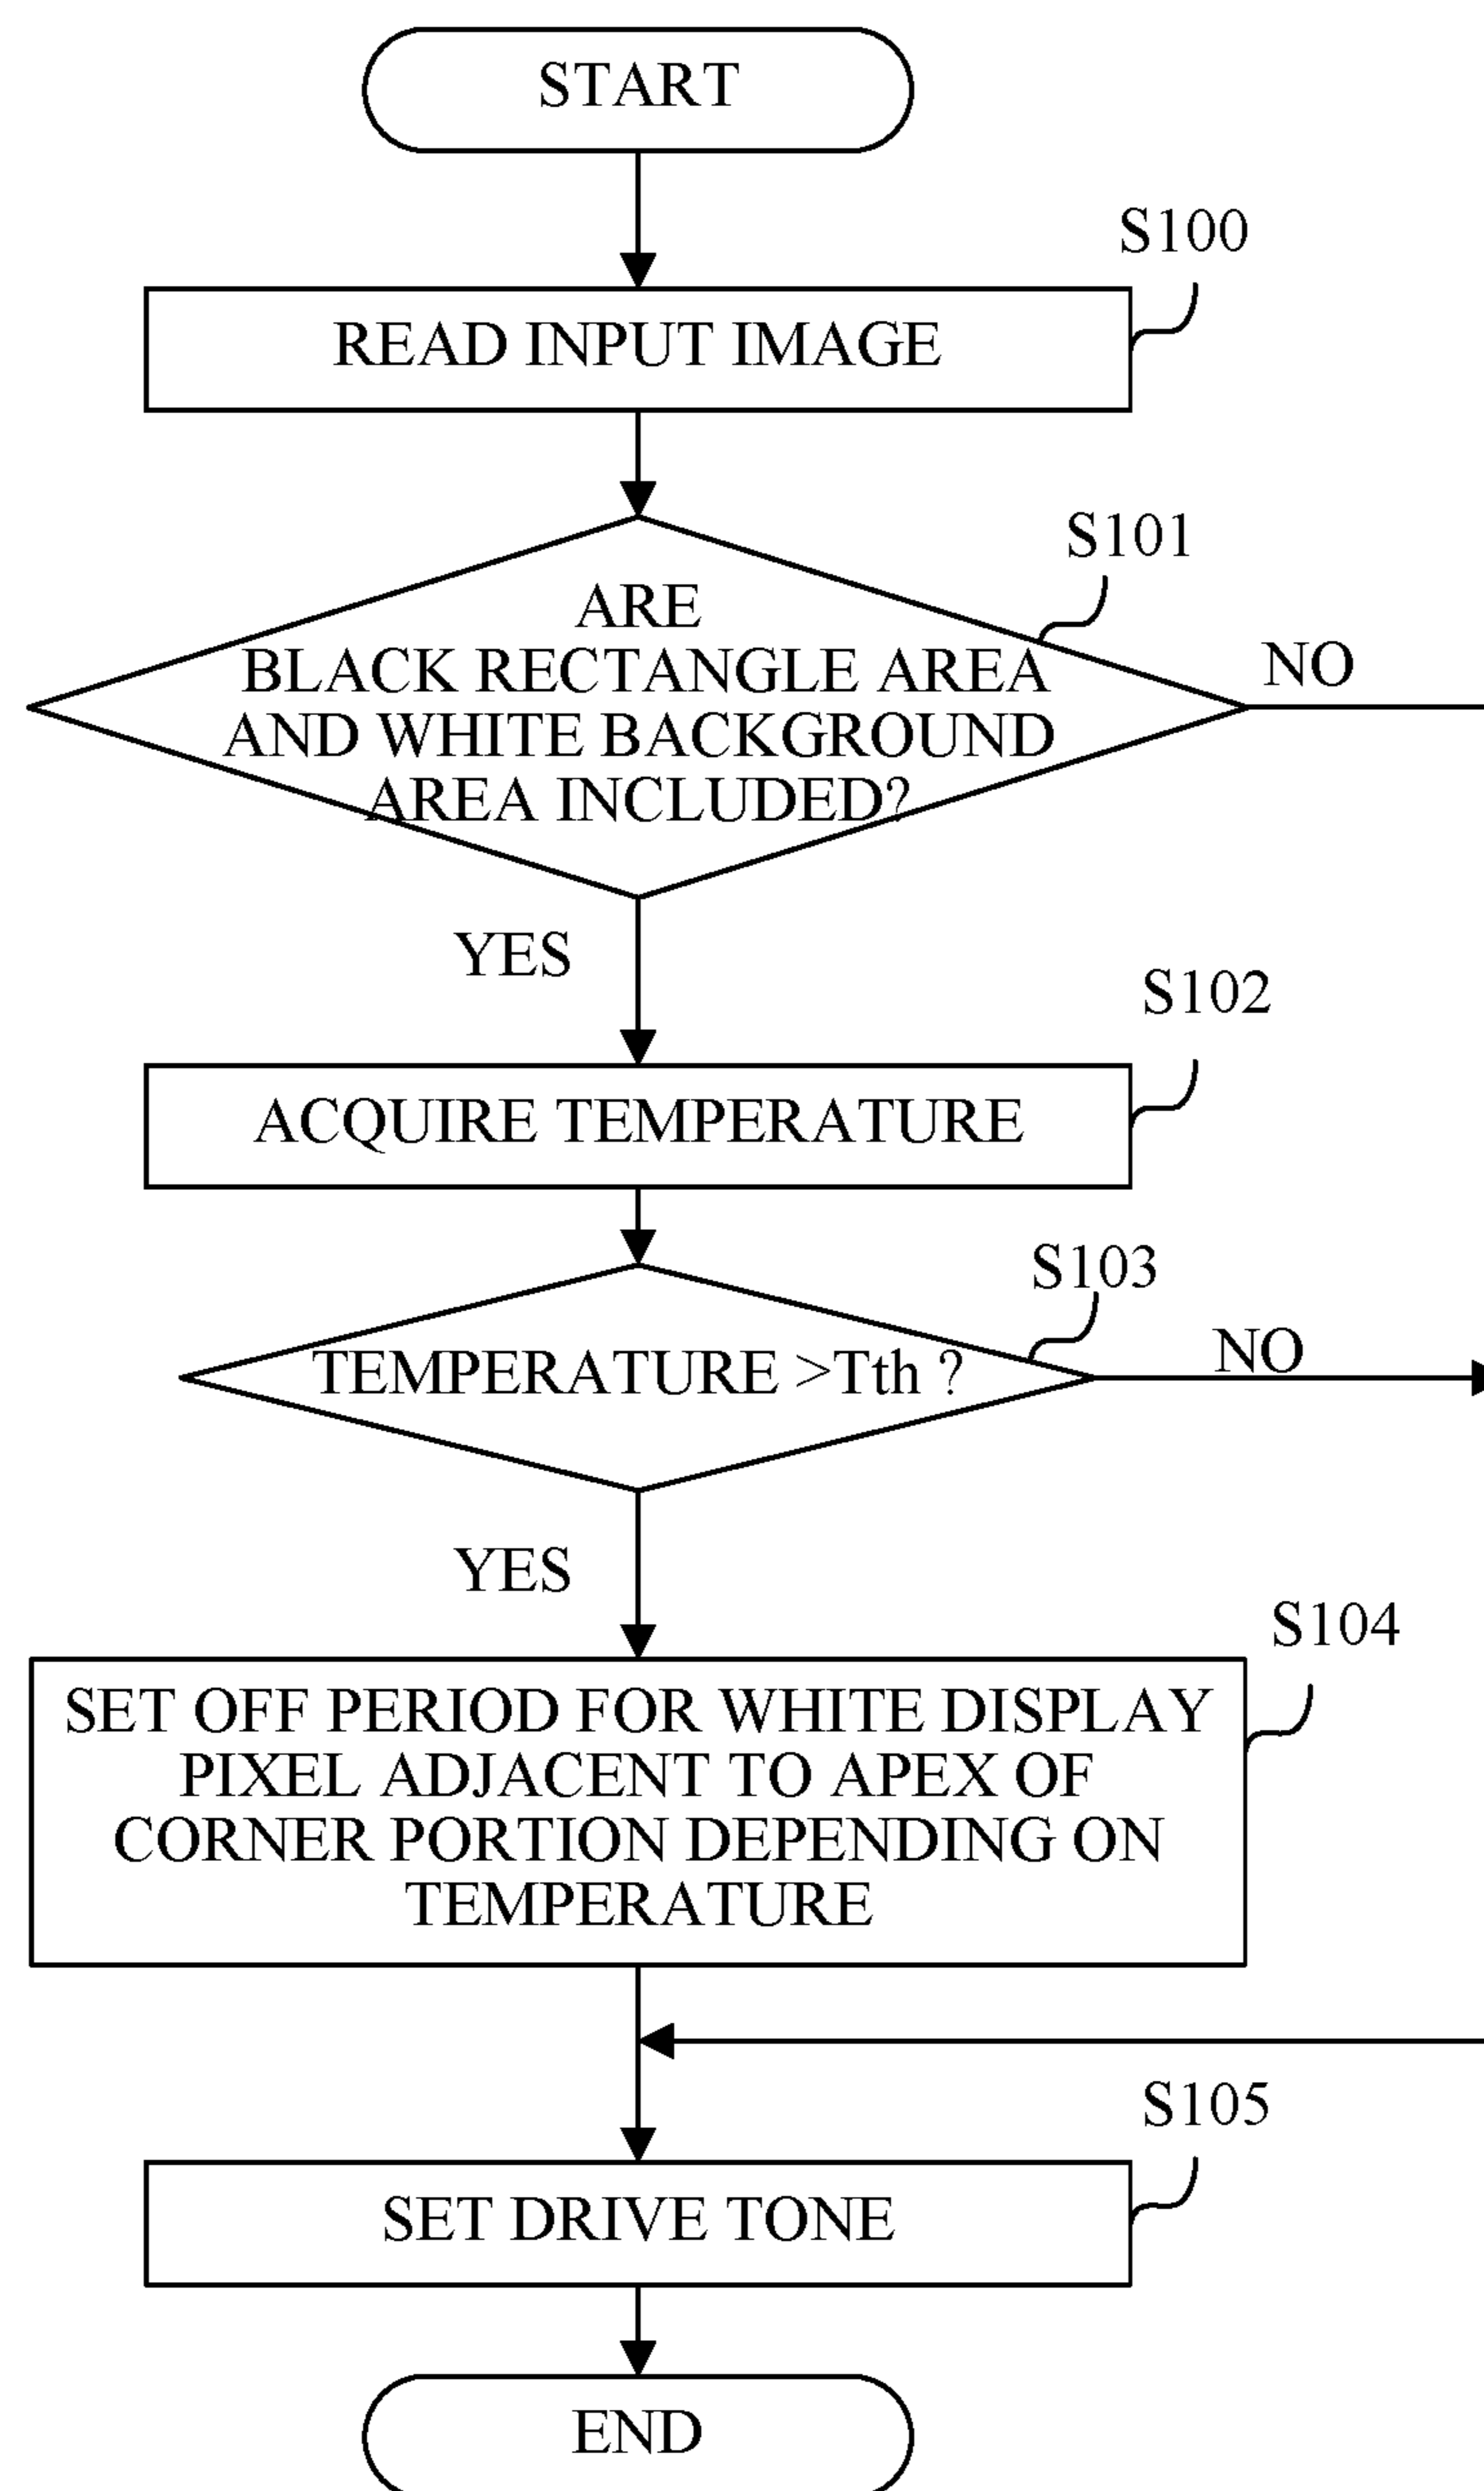 START
S100
READ INPUT IMAGE
S101
ARE
BLACK RECTANGLE AREA
AND WHITE BACKGROUND
AREA INCLUDED?
NO
YES
S102
ACQUIRE TEMPERATURE
S103
TEMPERATURE >Tth ?
NO
YES
S104
SET OFF PERIOD FOR WHITE DISPLAY
PIXEL ADJACENT TO APEX OF
CORNER PORTION DEPENDING ON
TEMPERATURE
S105
SET DRIVE TONE
END